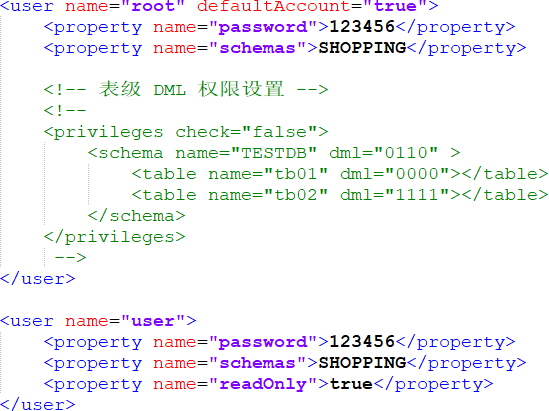 <user name="root" defaultAccount="true">
<property name="password">123456</property>
<property name="schemas">SHOPPING</property>
<!-- 表级 DML 权限设置 -->
<!--
<privileges check="false">
<schema name="TESTDB" dml="0110" >
<table name="tb01" dml="0000"></table>
<table name="tb02" dml="1111"></table>
</schema>
</privileges>
-->
</user>
<user name="user">
<property name="password">123456</property>
<property name="schemas">SHOPPING</property>
<property name="readOnly">true</property>
</user>